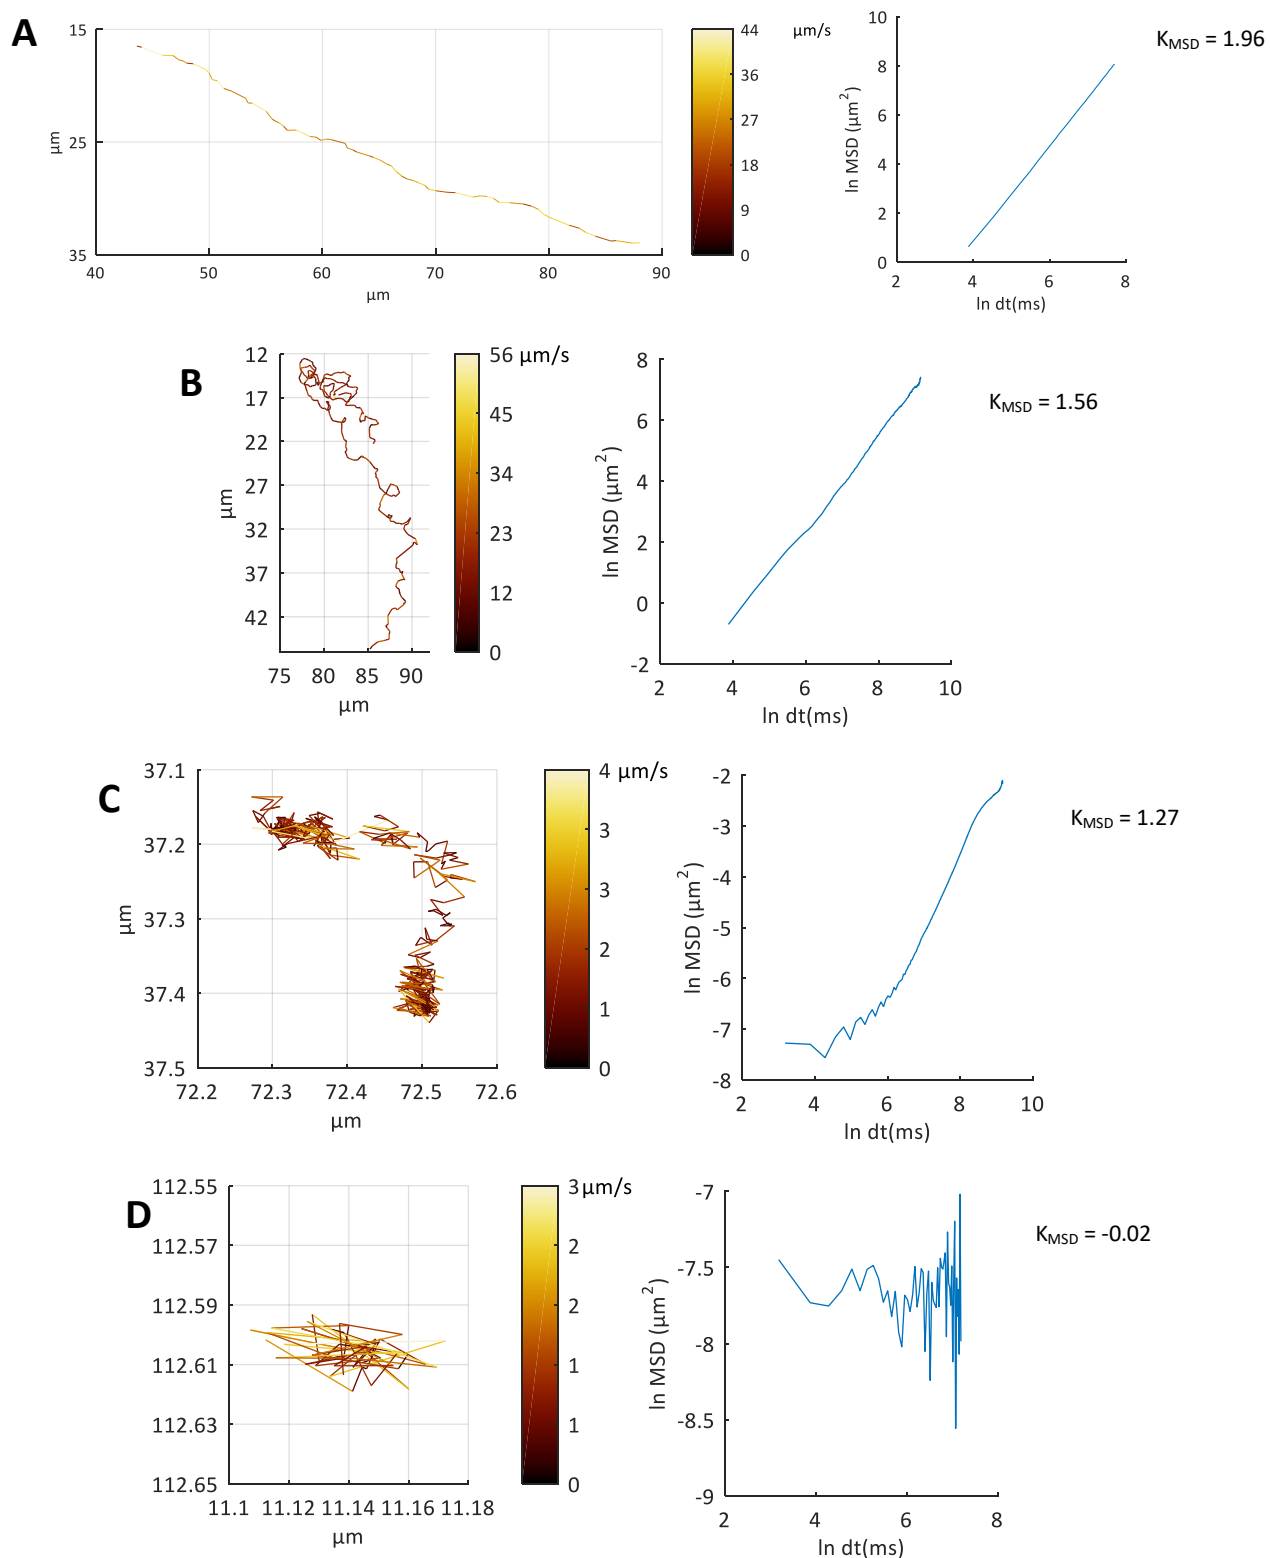 A
15
25
35
µm
40 50 60 70 80 90
µm
44 µm/s
36
27
18
9
0
10
8
6
4
2
0
ln MSD (µm²)
2 4 6 8
ln dt(ms)
K_MSD = 1.96
B
12
17
22
27
32
37
42
µm
75 80 85 90
µm
56 µm/s
45
34
23
12
0
8
6
4
2
0
-2
ln MSD (µm²)
2 4 6 8 10
ln dt(ms)
K_MSD = 1.56
C
37.1
37.2
37.3
37.4
37.5
µm
72.2 72.3 72.4 72.5 72.6
µm
4 µm/s
3
3
2
1
0
-2
-3
-4
-5
-6
-7
-8
ln MSD (µm²)
2 4 6 8 10
ln dt(ms)
K_MSD = 1.27
D
112.55
112.57
112.59
112.61
112.63
112.65
11.1 11.12 11.14 11.16 11.18
µm
3 µm/s
2
2
1
1
0
-7
-7.5
-8
-8.5
-9
ln MSD (µm²)
2 4 6 8
ln dt(ms)
K_MSD = -0.02